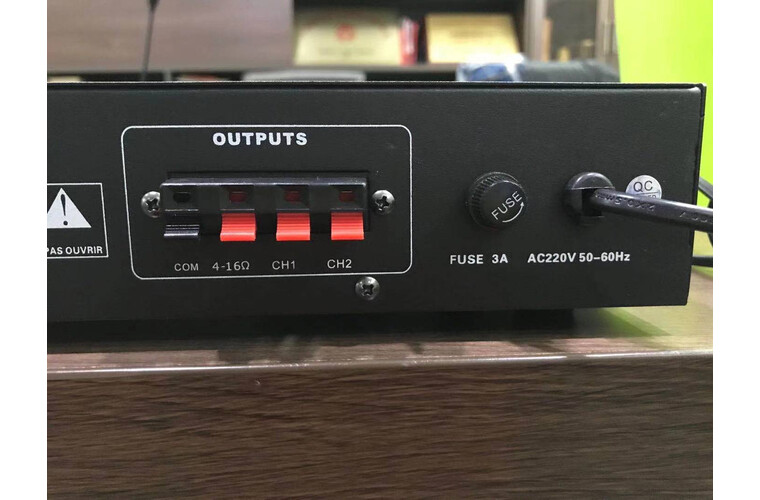 OUTPUTS
PAS OUVRIR
COM 4-16Ω CH1 CH2
FUSE
FUSE 3A
AC220V 50-60Hz
QC